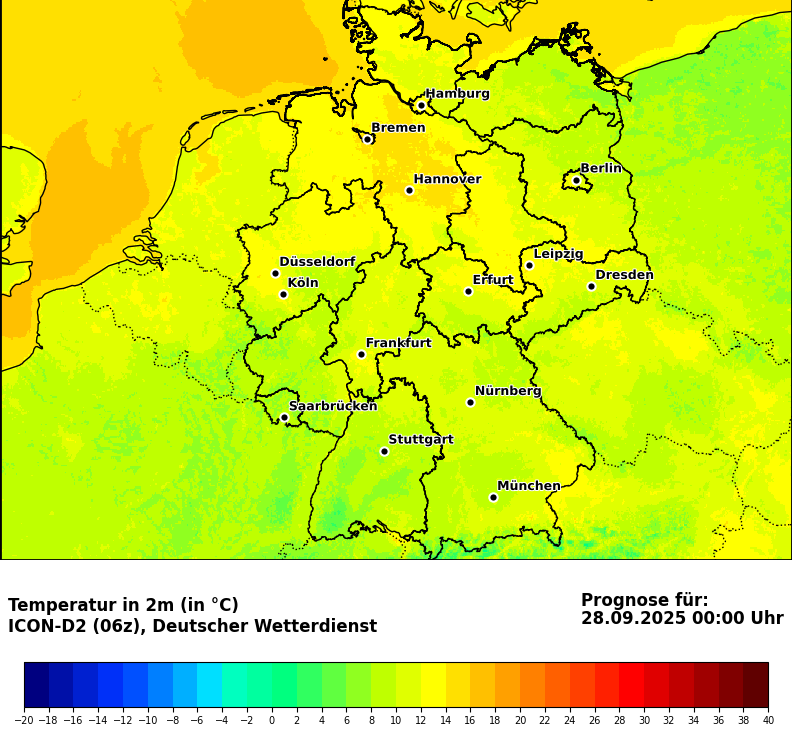 Hamburg
Bremen
Berlin
Hannover
Leipzig
Düsseldorf
Dresden
Köln
Erfurt
Frankfurt
Nürnberg
Saarbrücken
Stuttgart
München
Temperatur in 2m (in °C)
ICON-D2 (06z), Deutscher Wetterdienst
Prognose für:
28.09.2025 00:00 Uhr
−20 −18 −16 −14 −12 −10 −8 −6 −4 −2 0 2 4 6 8 10 12 14 16 18 20 22 24 26 28 30 32 34 36 38 40